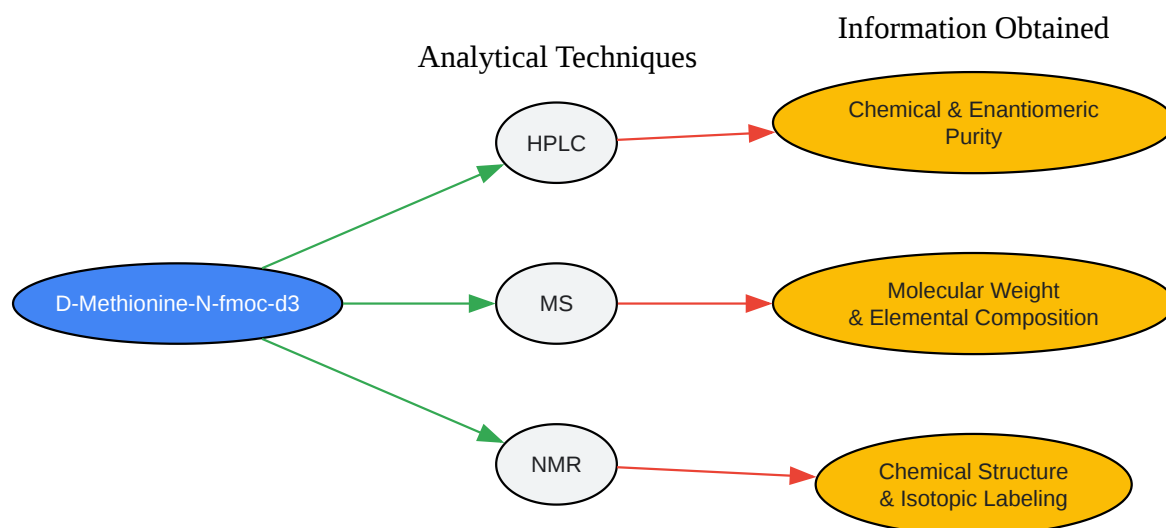 Information Obtained
Analytical Techniques
Chemical & Enantiomeric
Purity
HPLC
D-Methionine-N-fmoc-d3
MS
Molecular Weight
& Elemental Composition
NMR
Chemical Structure
& Isotopic Labeling